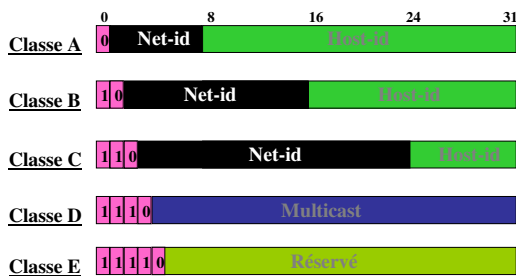 0 8 16 24 31
Classe A 0 Net-id Host-id
Classe B 1 0 Net-id Host-id
Classe C 1 1 0 Net-id Host-id
Classe D 1 1 1 0 Multicast
Classe E 1 1 1 1 0 Réservé